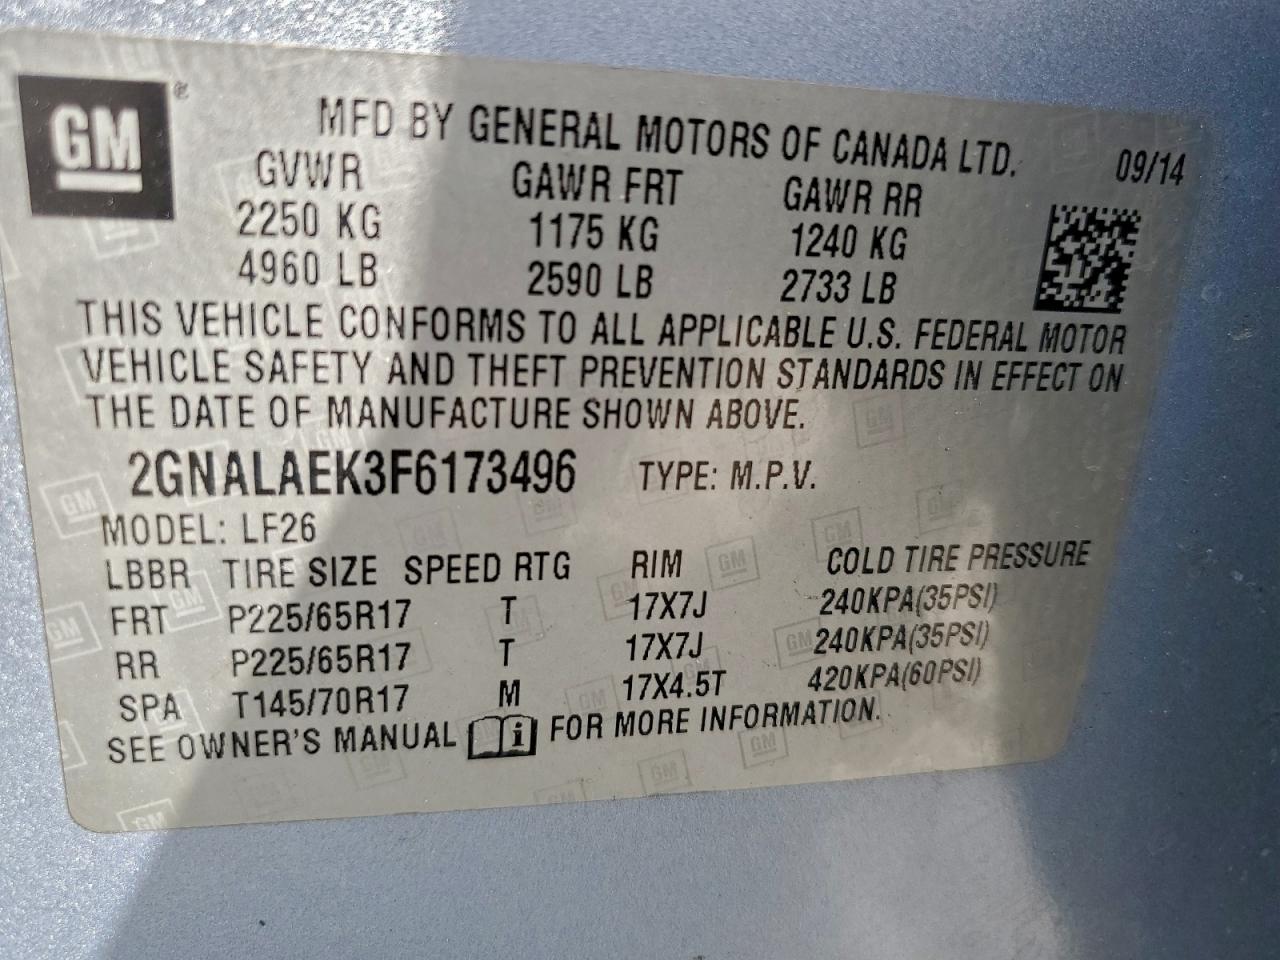 GM
MFD BY GENERAL MOTORS OF CANADA LTD. 09/14
GVWR GAWR FRT GAWR RR
2250 KG 1175 KG 1240 KG
4960 LB 2590 LB 2733 LB
THIS VEHICLE CONFORMS TO ALL APPLICABLE U.S. FEDERAL MOTOR
VEHICLE SAFETY AND THEFT PREVENTION STANDARDS IN EFFECT ON
THE DATE OF MANUFACTURE SHOWN ABOVE.
2GNALAEK3F6173496 TYPE: M.P.V.
MODEL: LF26
LBBR TIRE SIZE SPEED RTG RIM COLD TIRE PRESSURE
FRT P225/65R17 T 17X7J 240KPA(35PSI)
RR P225/65R17 T 17X7J 240KPA(35PSI)
SPA T145/70R17 M 17X4.5T 420KPA(60PSI)
SEE OWNER'S MANUAL i FOR MORE INFORMATION.